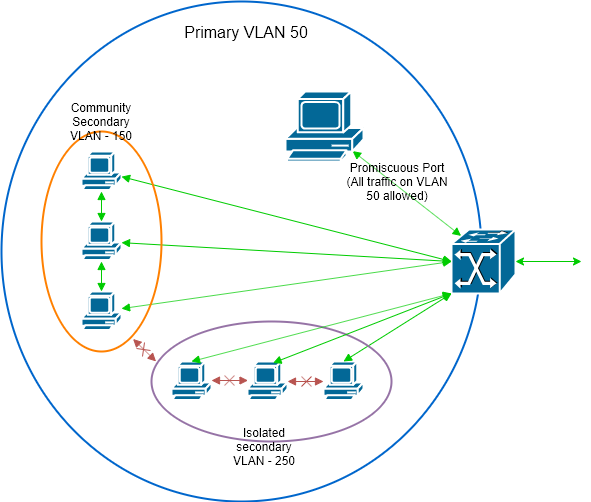 Primary VLAN 50
Community
Secondary
VLAN - 150
Promiscuous Port
(All traffic on VLAN
50 allowed)
Isolated
secondary
VLAN - 250